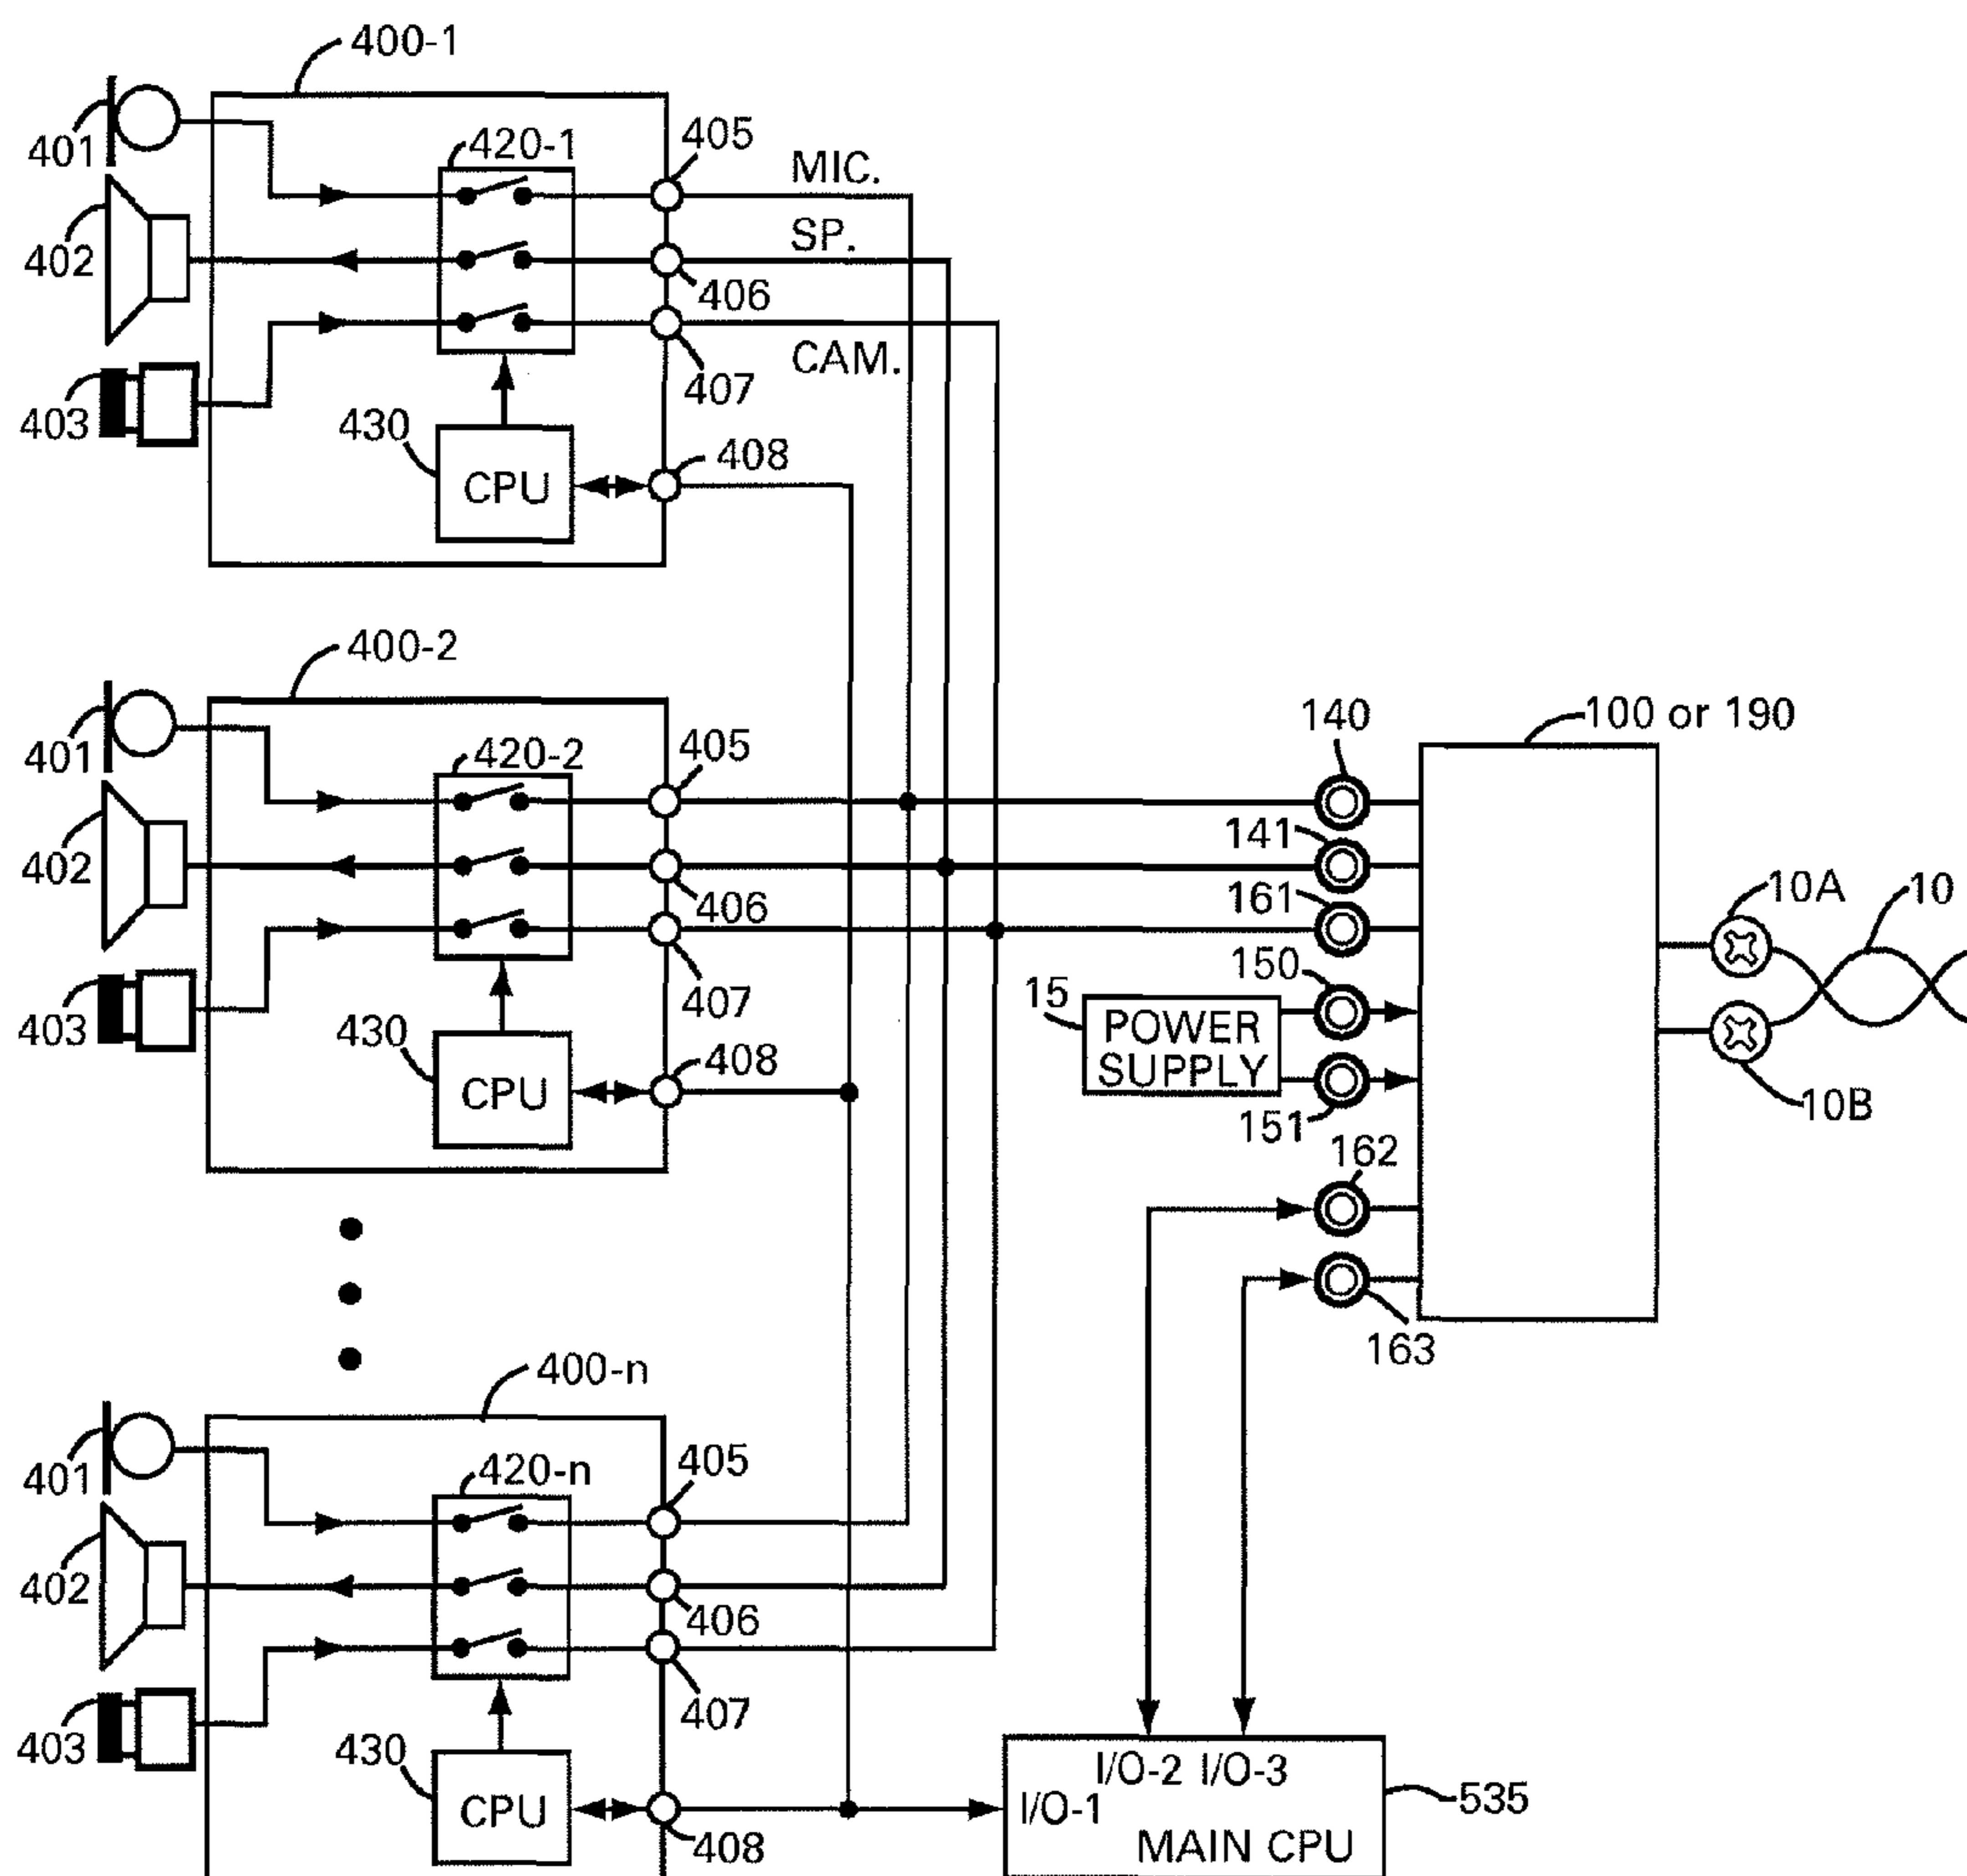 400-1
401
420-1
405
MIC.
402
SP.
406
CAM.
403
407
430
408
CPU
400-2
401
420-2
405
100 or 190
140
402
141
406
161
10A
10
403
407
150
15
POWER
SUPPLY
430
408
CPU
151
10B
162
163
400-n
401
420-n
405
402
406
403
407
430
CPU
408
I/O-2 I/O-3
I/O-1
535
MAIN CPU